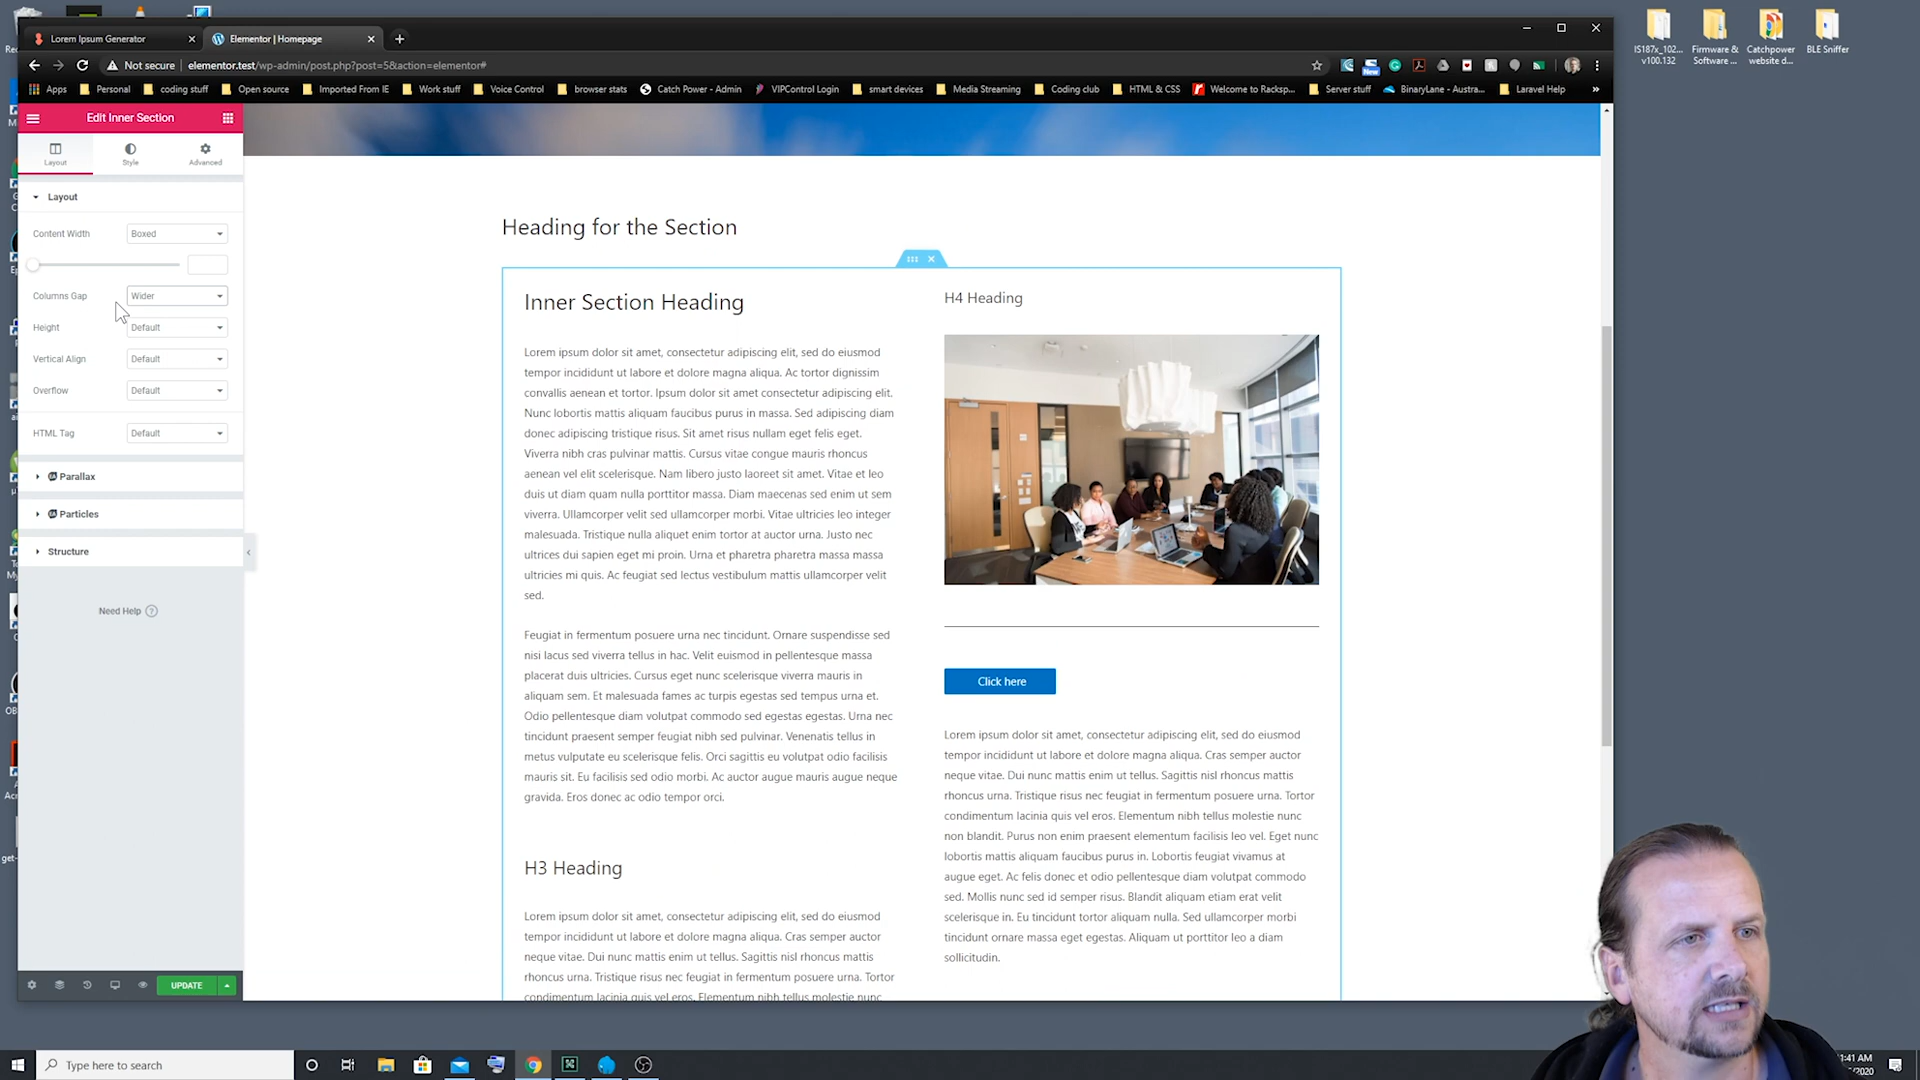 Lorem Ipsum Generator
Elementor | Homepage
Not secure
elementor.test/wp-admin/post.php?post=5&action=elementor#
Apps
Personal
coding stuff
Open source
Imported From IE
Work stuff
Voice Control
browser stats
Catch Power - Admin
VIPControl Login
smart devices
Media Streaming
Coding club
HTML & CSS
Welcome to Racksp...
Server stuff
BinaryLane - Austra...
Laravel Help
»
New
IS187x_102...
v100.132
Firmware &
Software ...
Catchpower
website d...
BLE Sniffer
Edit Inner Section
Layout
Style
Advanced
Layout
Content Width
Boxed
Columns Gap
Wider
Height
Default
Vertical Align
Default
Overflow
Default
HTML Tag
Default
Parallax
Particles
Structure
Need Help
UPDATE
Heading for the Section
Inner Section Heading
Lorem ipsum dolor sit amet, consectetur adipiscing elit, sed do eiusmod
tempor incididunt ut labore et dolore magna aliqua. Ac tortor dignissim
convallis aenean et tortor. Ipsum dolor sit amet consectetur adipiscing elit.
Nunc lobortis mattis aliquam faucibus purus in massa. Sed adipiscing diam
donec adipiscing tristique risus. Sit amet risus nullam eget felis eget.
Viverra nibh cras pulvinar mattis. Cursus vitae congue mauris rhoncus
aenean vel elit scelerisque. Nam libero justo laoreet sit amet. Vitae et leo
duis ut diam quam nulla porttitor massa. Diam maecenas sed enim ut sem
viverra. Ullamcorper velit sed ullamcorper morbi. Vitae ultricies leo integer
malesuada. Tristique nulla aliquet enim tortor at auctor urna. Justo nec
ultrices dui sapien eget mi proin. Urna et pharetra pharetra massa massa
ultricies mi quis. Ac feugiat sed lectus vestibulum mattis ullamcorper velit
sed.
Feugiat in fermentum posuere urna nec tincidunt. Ornare suspendisse sed
nisi lacus sed viverra tellus in hac. Velit euismod in pellentesque massa
placerat duis ultricies. Cursus eget nunc scelerisque viverra mauris in
aliquam sem. Et malesuada fames ac turpis egestas sed tempus urna et.
Odio pellentesque diam volutpat commodo sed egestas egestas. Urna nec
tincidunt praesent semper feugiat nibh sed pulvinar. Venenatis tellus in
metus vulputate eu scelerisque felis. Orci sagittis eu volutpat odio facilisis
mauris sit. Eu facilisis sed odio morbi. Ac auctor augue mauris augue neque
gravida. Eros donec ac odio tempor orci.
H3 Heading
Lorem ipsum dolor sit amet, consectetur adipiscing elit, sed do eiusmod
tempor incididunt ut labore et dolore magna aliqua. Cras semper auctor
neque vitae. Dui nunc mattis enim ut tellus. Sagittis nisl rhoncus mattis
rhoncus urna. Tristique risus nec feugiat in fermentum posuere urna. Tortor
condimentum lacinia quis vel eros. Elementum nibh tellus molestie nunc
H4 Heading
Click here
Lorem ipsum dolor sit amet, consectetur adipiscing elit, sed do eiusmod
tempor incididunt ut labore et dolore magna aliqua. Cras semper auctor
neque vitae. Dui nunc mattis enim ut tellus. Sagittis nisl rhoncus mattis
rhoncus urna. Tristique risus nec feugiat in fermentum posuere urna. Tortor
condimentum lacinia quis vel eros. Elementum nibh tellus molestie nunc
non blandit. Purus non enim praesent elementum facilisis leo vel. Eget nunc
lobortis mattis aliquam faucibus purus in. Lobortis feugiat vivamus at
augue eget. Ac felis donec et odio pellentesque diam volutpat commodo
sed. Mollis nunc sed id semper risus. Blandit aliquam etiam erat velit
scelerisque in. Eu tincidunt tortor aliquam nulla. Sed ullamcorper morbi
tincidunt ornare massa eget egestas. Aliquam ut porttitor leo a diam
sollicitudin.
Type here to search
:41 AM
/2020